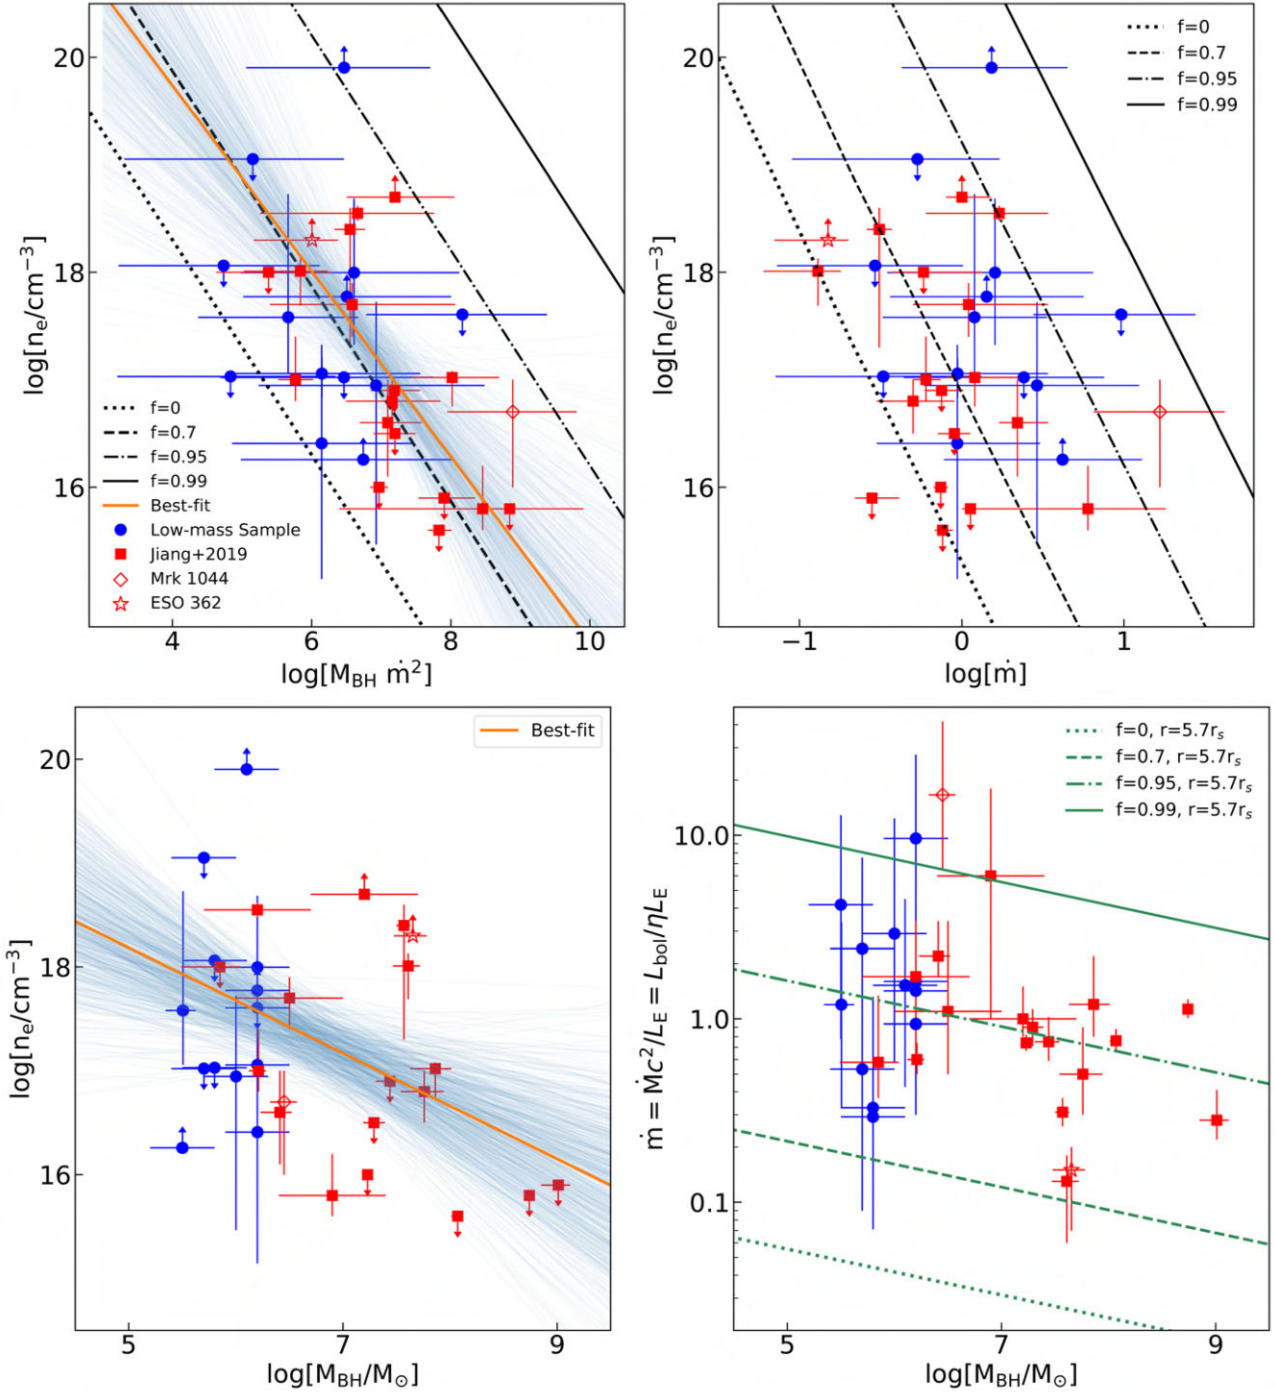 20
18
16
log[nₑ/cm⁻³]
f=0
f=0.7
f=0.95
f=0.99
Best-fit
Low-mass Sample
Jiang+2019
Mrk 1044
ESO 362
4 6 8 10
log[M_BH ṁ²]
f=0
f=0.7
f=0.95
f=0.99
20
18
16
log[nₑ/cm⁻³]
−1 0 1
log[ṁ]
Best-fit
20
18
16
log[nₑ/cm⁻³]
5 7 9
log[M_BH/M_⊙]
f=0, r=5.7rₛ
f=0.7, r=5.7rₛ
f=0.95, r=5.7rₛ
f=0.99, r=5.7rₛ
10.0
1.0
0.1
ṁ = Ṁc²/L_E = L_bol/ηL_E
5 7 9
log[M_BH/M_⊙]